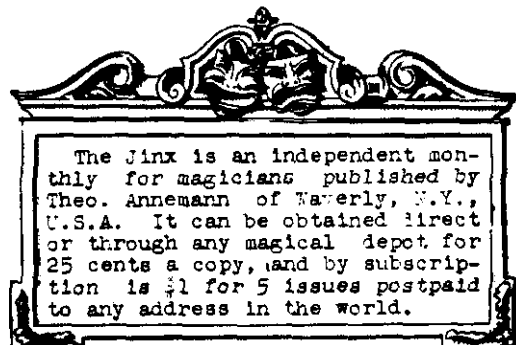 The Jinx is an independent mon-
thly for magicians published by
Theo. Annemann of Waverly, N.Y.,
U.S.A. It can be obtained direct
or through any magical depot for
25 cents a copy, and by subscrip-
tion is $1 for 5 issues postpaid
to any address in the world.